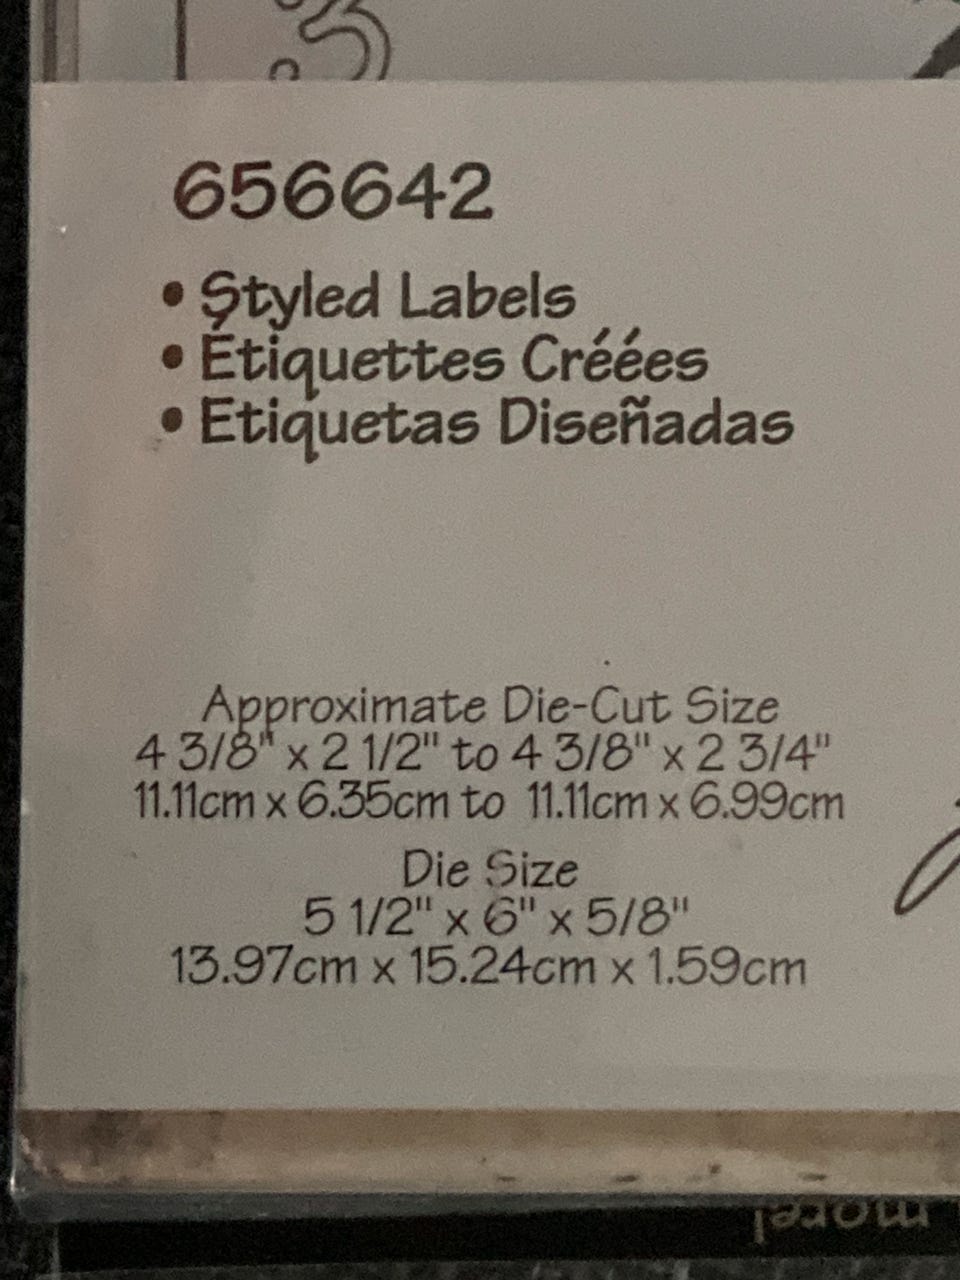 656642
• Styled Labels
• Étiquettes Créées
• Etiquetas Diseñadas
Approximate Die-Cut Size
4 3/8" x 2 1/2" to 4 3/8" x 2 3/4"
11.11cm x 6.35cm to 11.11cm x 6.99cm
Die Size
5 1/2" x 6" x 5/8"
13.97cm x 15.24cm x 1.59cm
more!